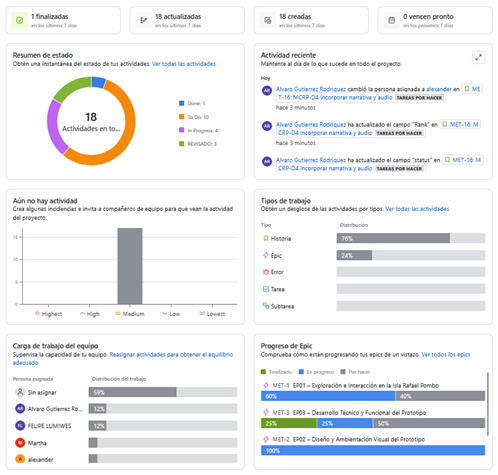 1 finalizadas
en los últimos 7 días
18 actualizadas
en los últimos 7 días
18 creadas
en los últimos 7 días
0 vencen pronto
en los próximos 7 días
Resumen de estado
Obtén una instantánea del estado de tus actividades. Ver todas las actividades
18
Actividades en to...
Done: 1
To Do: 10
In Progress: 4
REVISADO: 3
Actividad reciente
Mantente al día de lo que sucede en todo el proyecto.
Hoy
AR
Alvaro Gutierrez Rodriguez cambió la persona asignada a alexander en ME
T-16: MCRP-04 Incorporar narrativa y audio TAREAS POR HACER
hace 3 minutos
AR
Alvaro Gutierrez Rodriguez ha actualizado el campo "Rank" en MET-16: M
CRP-04 Incorporar narrativa y audio TAREAS POR HACER
hace 3 minutos
AR
Alvaro Gutierrez Rodriguez ha actualizado el campo "status" en MET-16: M
CRP-04 Incorporar narrativa y audio TAREAS POR HACER
Aún no hay actividad
Crea algunas incidencias e invita a compañeros de equipo para que vean la actividad
del proyecto.
15
10
5
0
Highest
High
Medium
Low
Lowest
Tipos de trabajo
Obtén un desglose de las actividades por tipos. Ver todas las actividades
Tipo
Distribución
Historia
76%
Epic
24%
Error
Tarea
Subtarea
Carga de trabajo del equipo
Supervisa la capacidad de tu equipo. Reasignar actividades para obtener el equilibrio
adecuado
Persona asignada
Distribución del trabajo
Sin asignar
59%
AR
Alvaro Gutierrez Ro...
12%
FL
FELIPE LUMIWES
12%
M
Martha
A
alexander
Progreso de Epic
Comprueba cómo están progresando tus epics de un vistazo. Ver todos los epics
Finalizado
En progreso
Por hacer
MET-1 EP01 – Exploración e Interacción en la Isla Rafael Pombo
60%
40%
MET-3 EP03 – Desarrollo Técnico y Funcional del Prototipo
25%
25%
50%
MET-2 EP02 – Diseño y Ambientación Visual del Prototipo
100%